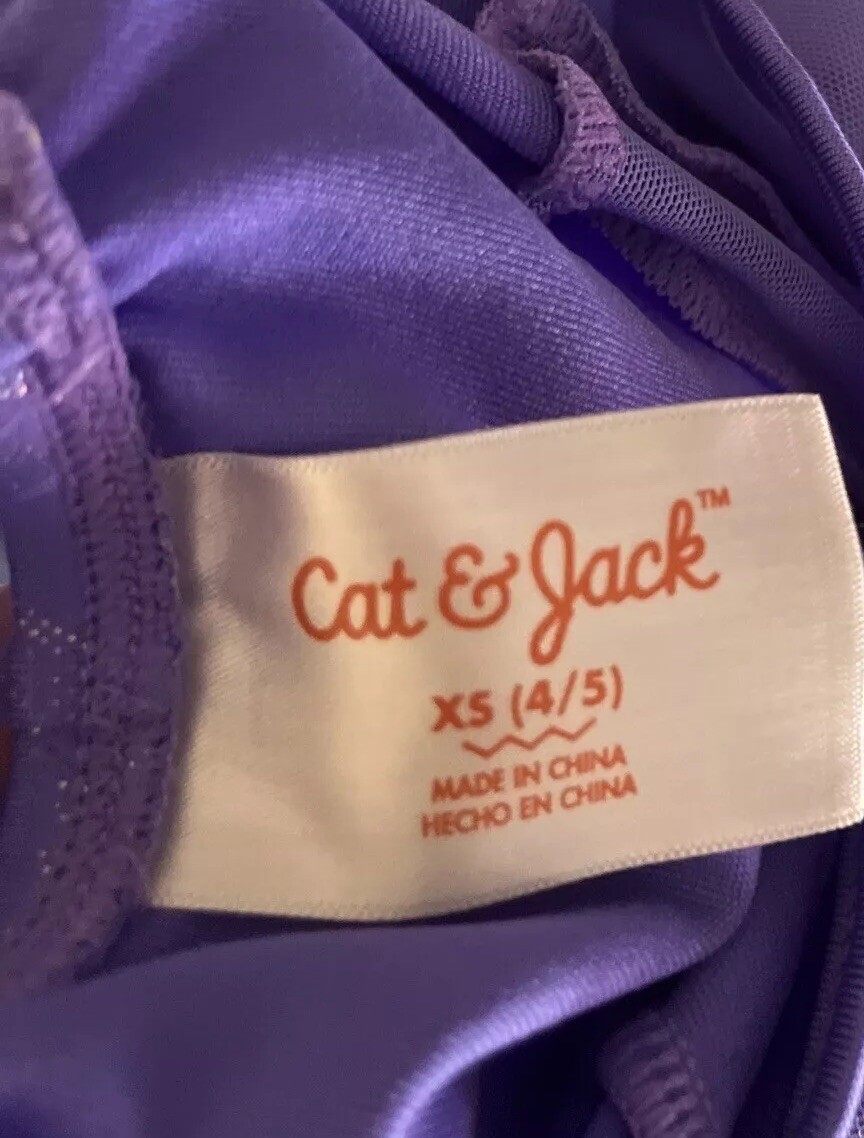 Cat & Jack™
XS (4/5)
MADE IN CHINA
HECHO EN CHINA